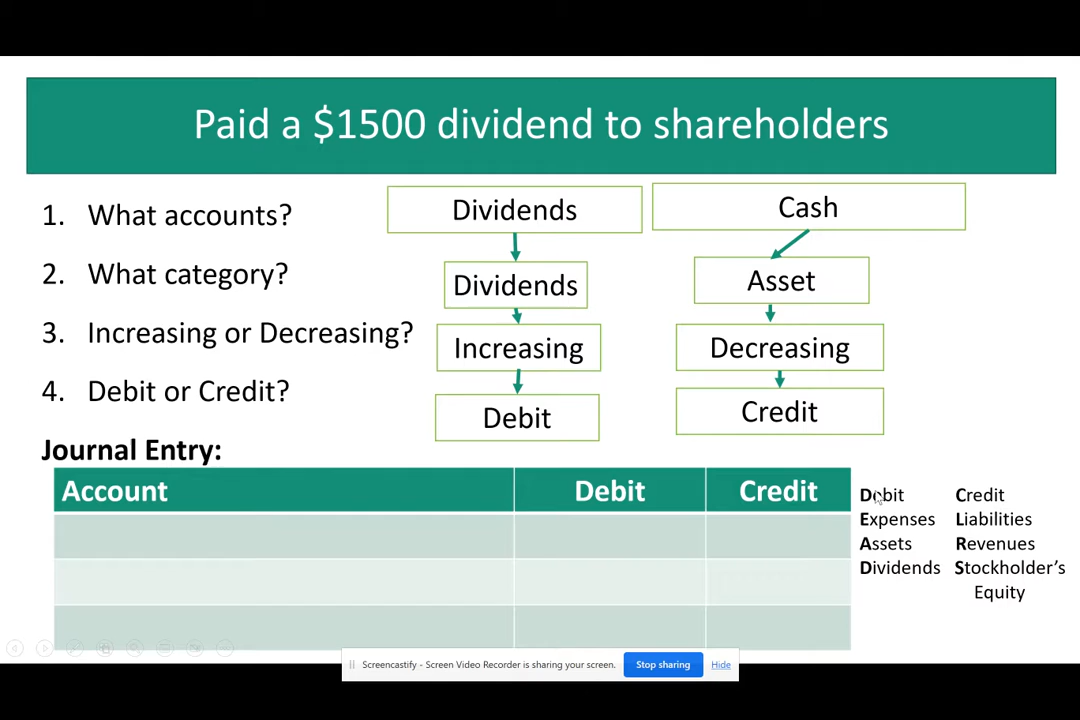 Paid a $1500 dividend to shareholders
1. What accounts?
Dividends
Cash
2. What category?
Dividends
Asset
3. Increasing or Decreasing?
Increasing
Decreasing
4. Debit or Credit?
Debit
Credit
Journal Entry:
Account Debit Credit
Debit Credit
Expenses Liabilities
Assets Revenues
Dividends Stockholder's
Equity
Screencastify - Screen Video Recorder is sharing your screen. Stop sharing Hide